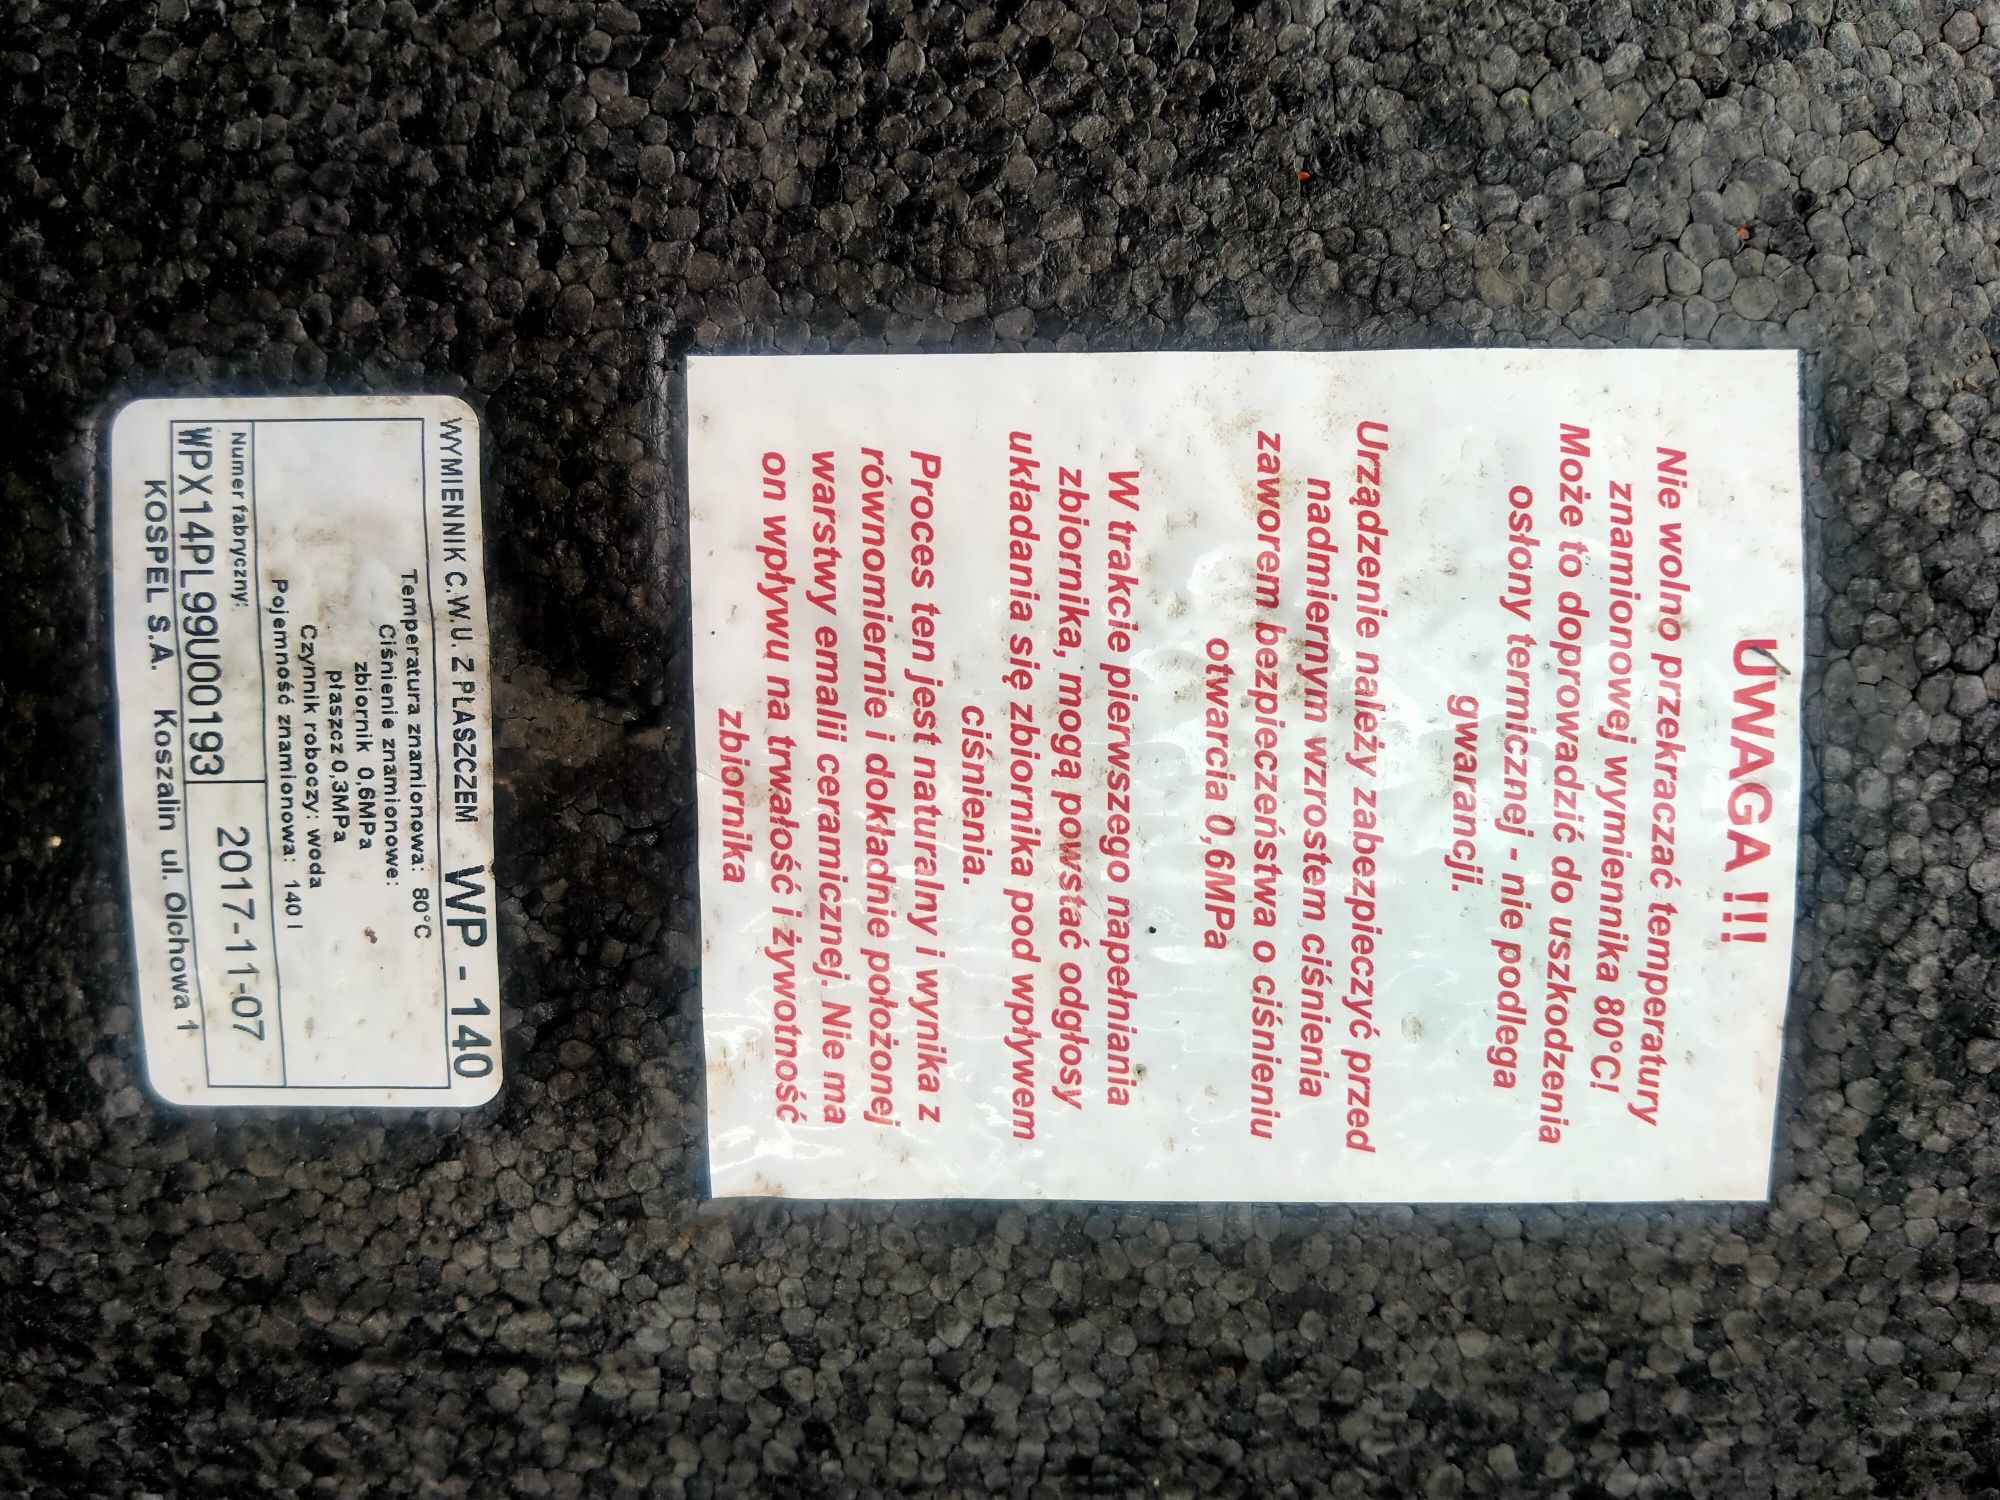 UWAGA !!!
Nie wolno przekraczać temperatury
znamionowej wymiennika 80°C!
Może to doprowadzić do uszkodzenia
osłony termicznej - nie podlega
gwarancji.
Urządzenie należy zabezpieczyć przed
nadmiernym wzrostem ciśnienia
zaworem bezpieczeństwa o ciśnieniu
otwarcia 0,6MPa
W trakcie pierwszego napełniania
zbiornika, mogą powstać odgłosy
układania się zbiornika pod wpływem
ciśnienia.
Proces ten jest naturalny i wynika z
równomiernie i dokładnie położonej
warstwy emalii ceramicznej. Nie ma
on wpływu na trwałość i żywotność
zbiornika
WYMIENNIK C.W.U. Z PŁASZCZEM WP - 140
Temperatura znamionowa: 80°C
Ciśnienie znamionowe:
zbiornik 0,6MPa
płaszcz 0,3MPa
Czynnik roboczy: woda
Pojemność znamionowa: 140 l
Numer fabryczny:
WPX14PL99U00193 2017-11-07
KOSPEL S.A. Koszalin ul. Olchowa 1